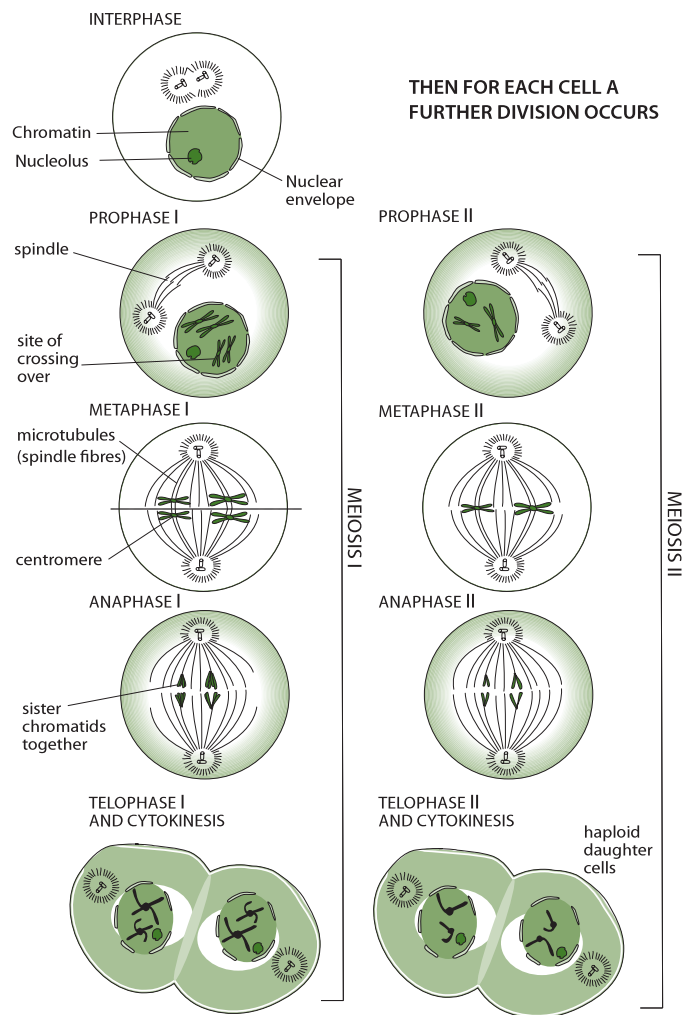 INTERPHASE
THEN FOR EACH CELL A
FURTHER DIVISION OCCURS
Chromatin
Nucleolus
Nuclear
envelope
PROPHASE I
spindle
site of
crossing
over
METAPHASE I
microtubules
(spindle fibres)
centromere
ANAPHASE I
sister
chromatids
together
TELOPHASE I
AND CYTOKINESIS
MEIOSIS I
PROPHASE II
METAPHASE II
ANAPHASE II
TELOPHASE II
AND CYTOKINESIS
haploid
daughter
cells
MEIOSIS II